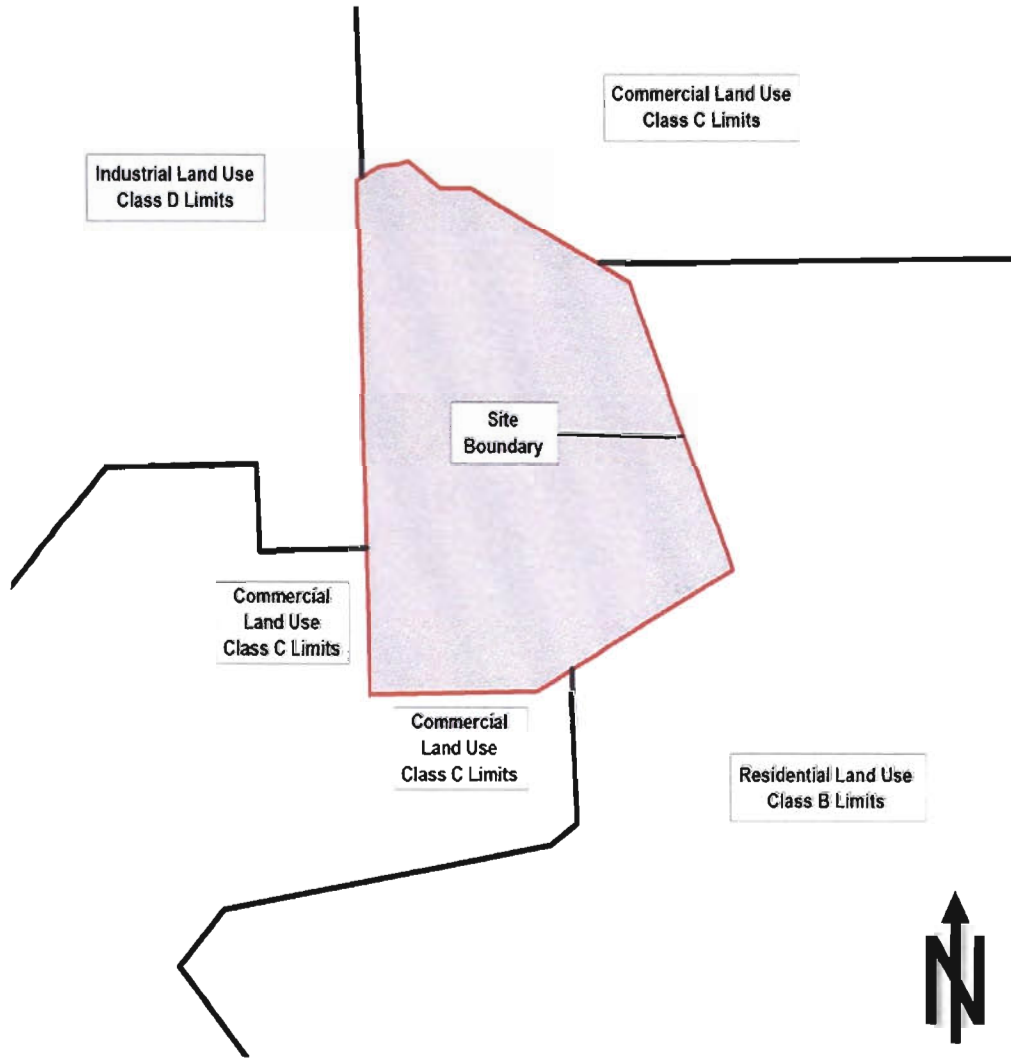 Commercial Land Use
Class C Limits
Industrial Land Use
Class D Limits
Site
Boundary
Commercial
Land Use
Class C Limits
Commercial
Land Use
Class C Limits
Residential Land Use
Class B Limits
N